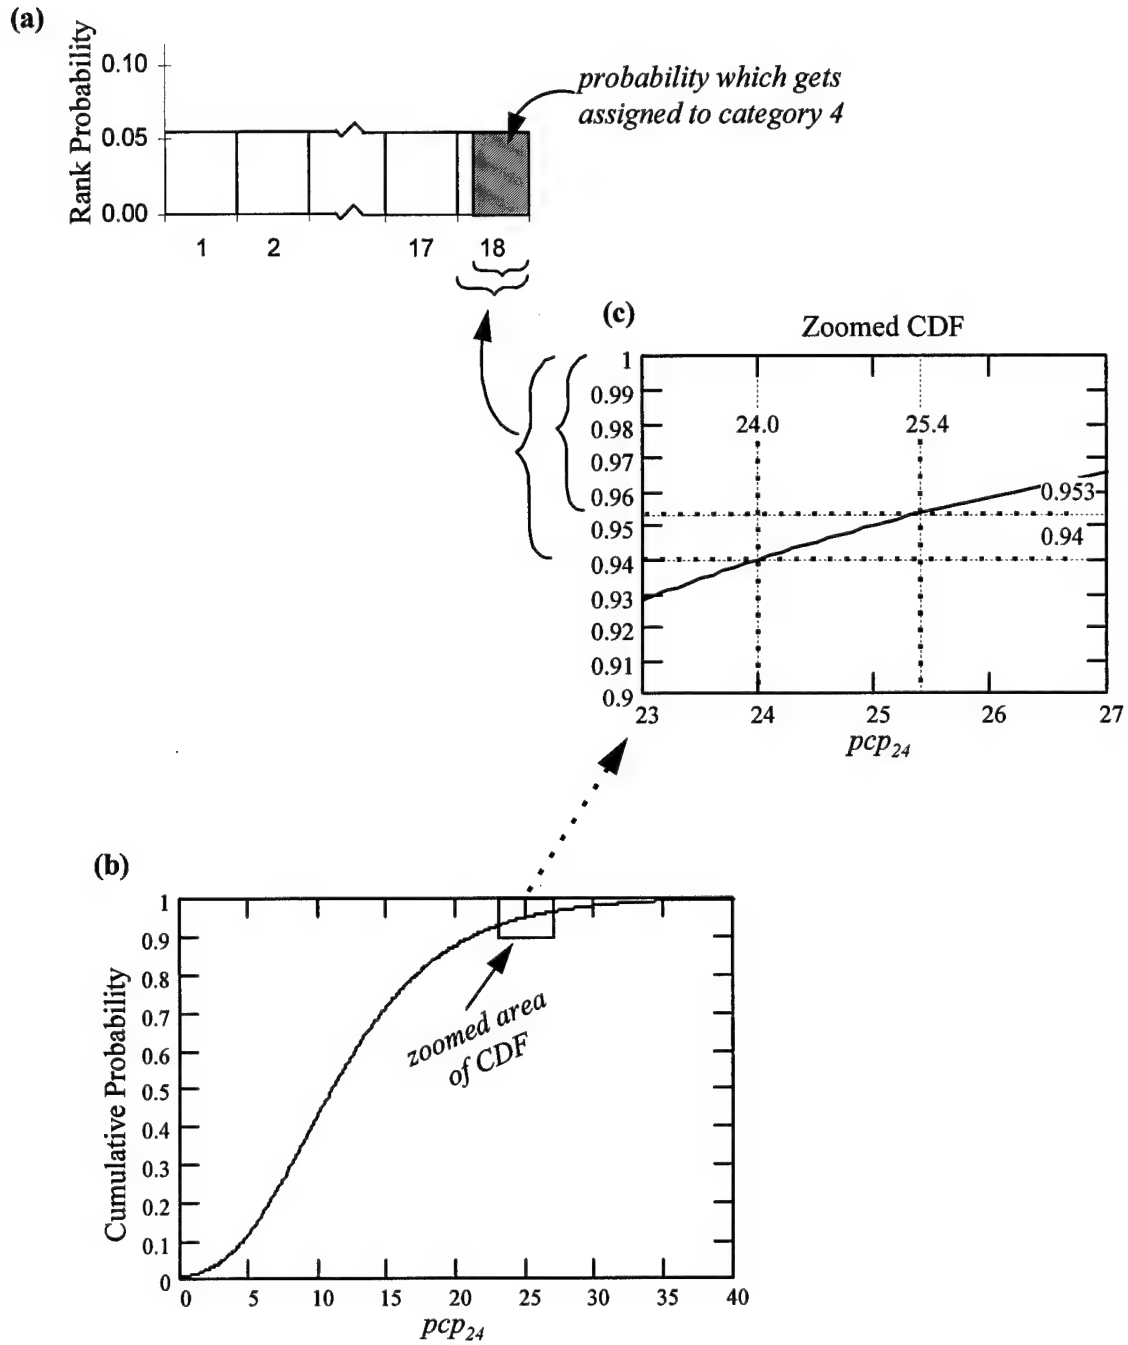 (a)
Rank Probability
0.10
0.05
0.00
probability which gets
assigned to category 4
1 2 17 18
(c)
Zoomed CDF
1
0.99
0.98
0.97
0.96
0.95
0.94
0.93
0.92
0.91
0.9
24.0 25.4
0.953
0.94
23 24 25 26 27
pcp24
(b)
Cumulative Probability
1
0.9
0.8
0.7
0.6
0.5
0.4
0.3
0.2
0.1
0
zoomed area
of CDF
0 5 10 15 20 25 30 35 40
pcp24